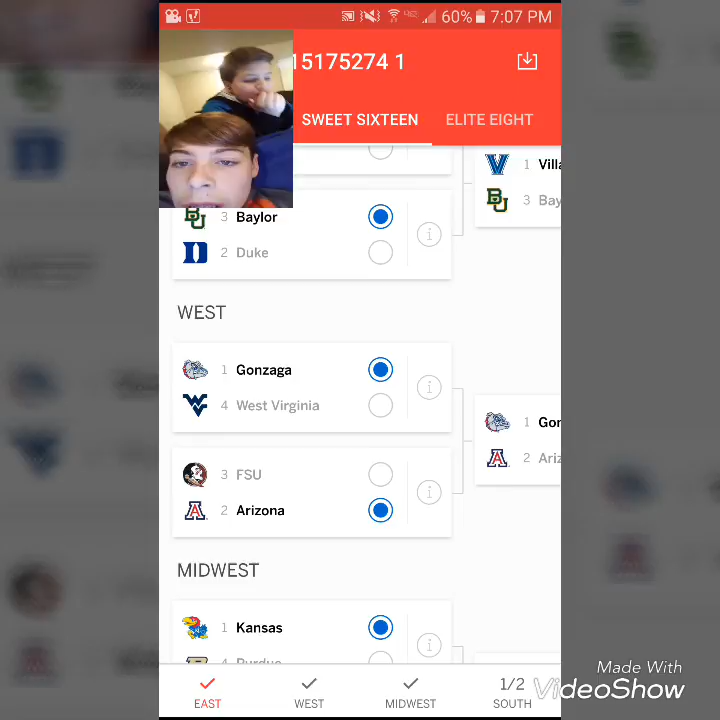 60% 7:07 PM
15175274 1
SWEET SIXTEEN ELITE EIGHT
1 Villa
3 Baylor
2 Duke
3 Bay
WEST
1 Gonzaga
4 West Virginia
1 Gon
2 Ariz
3 FSU
2 Arizona
MIDWEST
1 Kansas
4 Purdue
EAST WEST MIDWEST 1/2 SOUTH
Made With
VideoShow